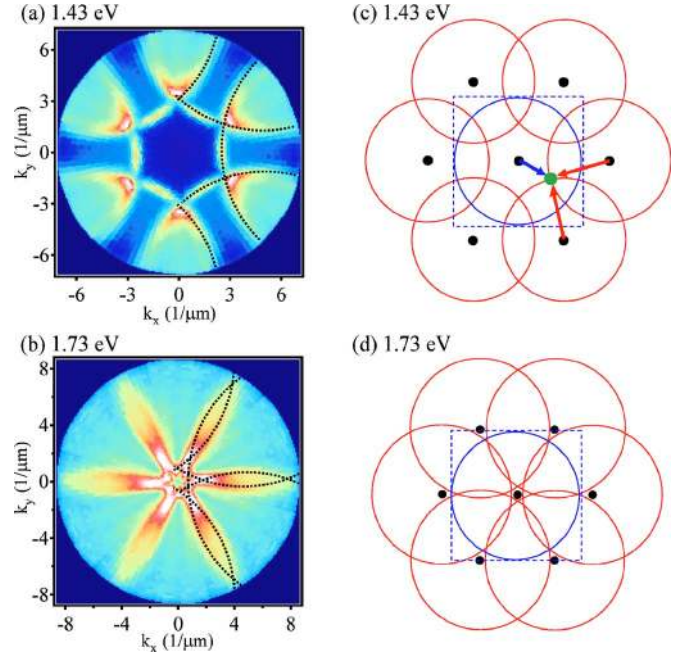 (a) 1.43 eV
6
3
0
-3
-6
k_y (1/μm)
-6 -3 0 3 6
k_x (1/μm)
(c) 1.43 eV
(b) 1.73 eV
8
4
0
-4
-8
k_y (1/μm)
-8 -4 0 4 8
k_x (1/μm)
(d) 1.73 eV